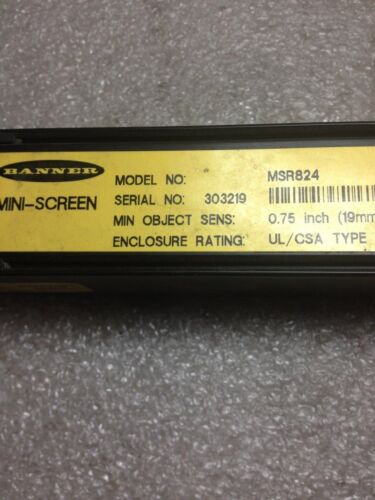 BANNER
MINI-SCREEN
MODEL NO: MSR824
SERIAL NO: 303219
MIN OBJECT SENS: 0.75 inch (19mm
ENCLOSURE RATING: UL/CSA TYPE